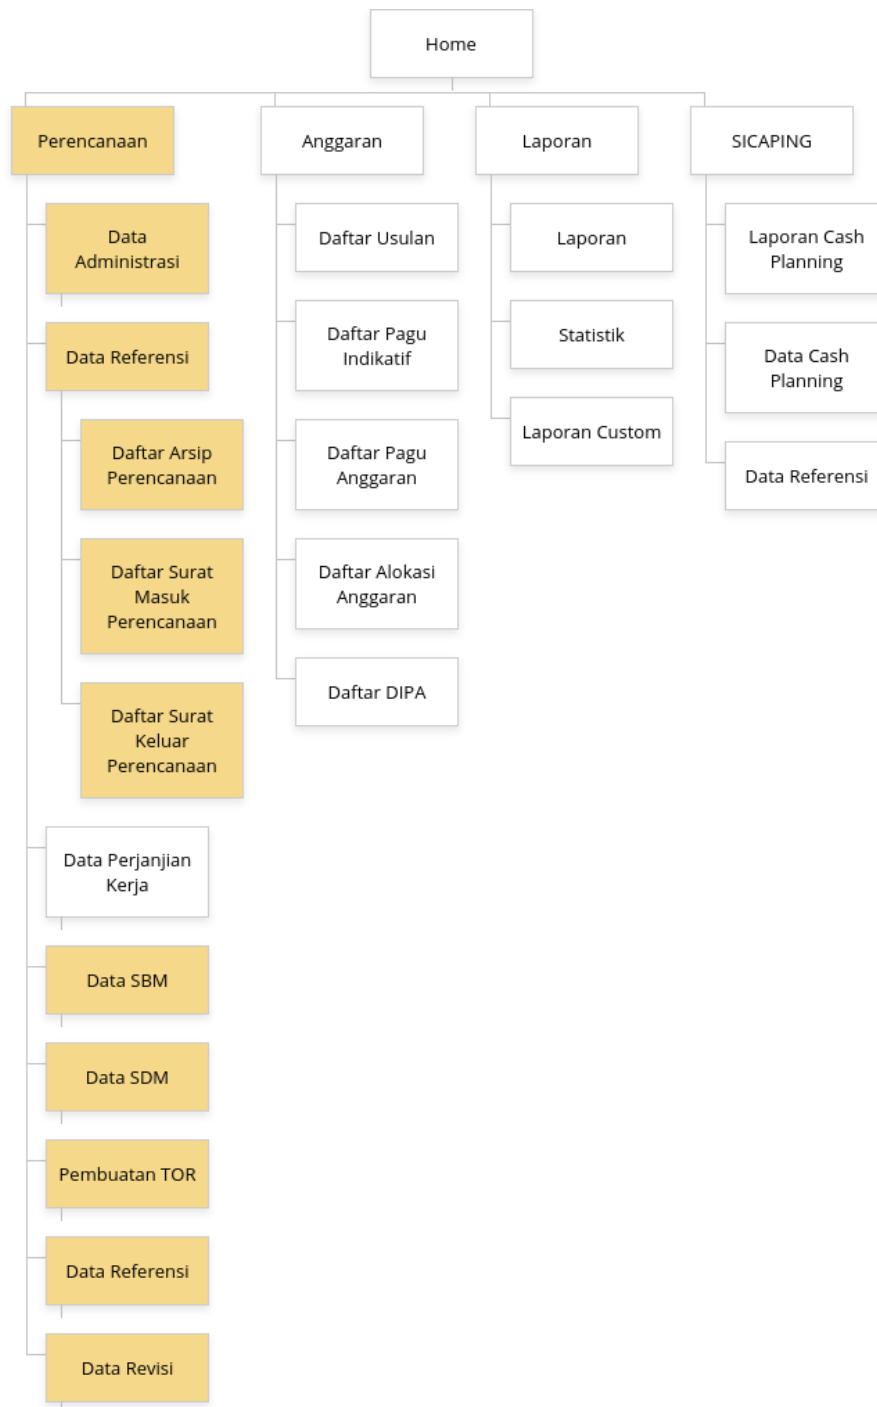 Home
Perencanaan
Anggaran
Laporan
SICAPING
Data
Administrasi
Data Referensi
Daftar Arsip
Perencanaan
Daftar Surat
Masuk
Perencanaan
Daftar Surat
Keluar
Perencanaan
Data Perjanjian
Kerja
Data SBM
Data SDM
Pembuatan TOR
Data Referensi
Data Revisi
Daftar Usulan
Daftar Pagu
Indikatif
Daftar Pagu
Anggaran
Daftar Alokasi
Anggaran
Daftar DIPA
Laporan
Statistik
Laporan Custom
Laporan Cash
Planning
Data Cash
Planning
Data Referensi